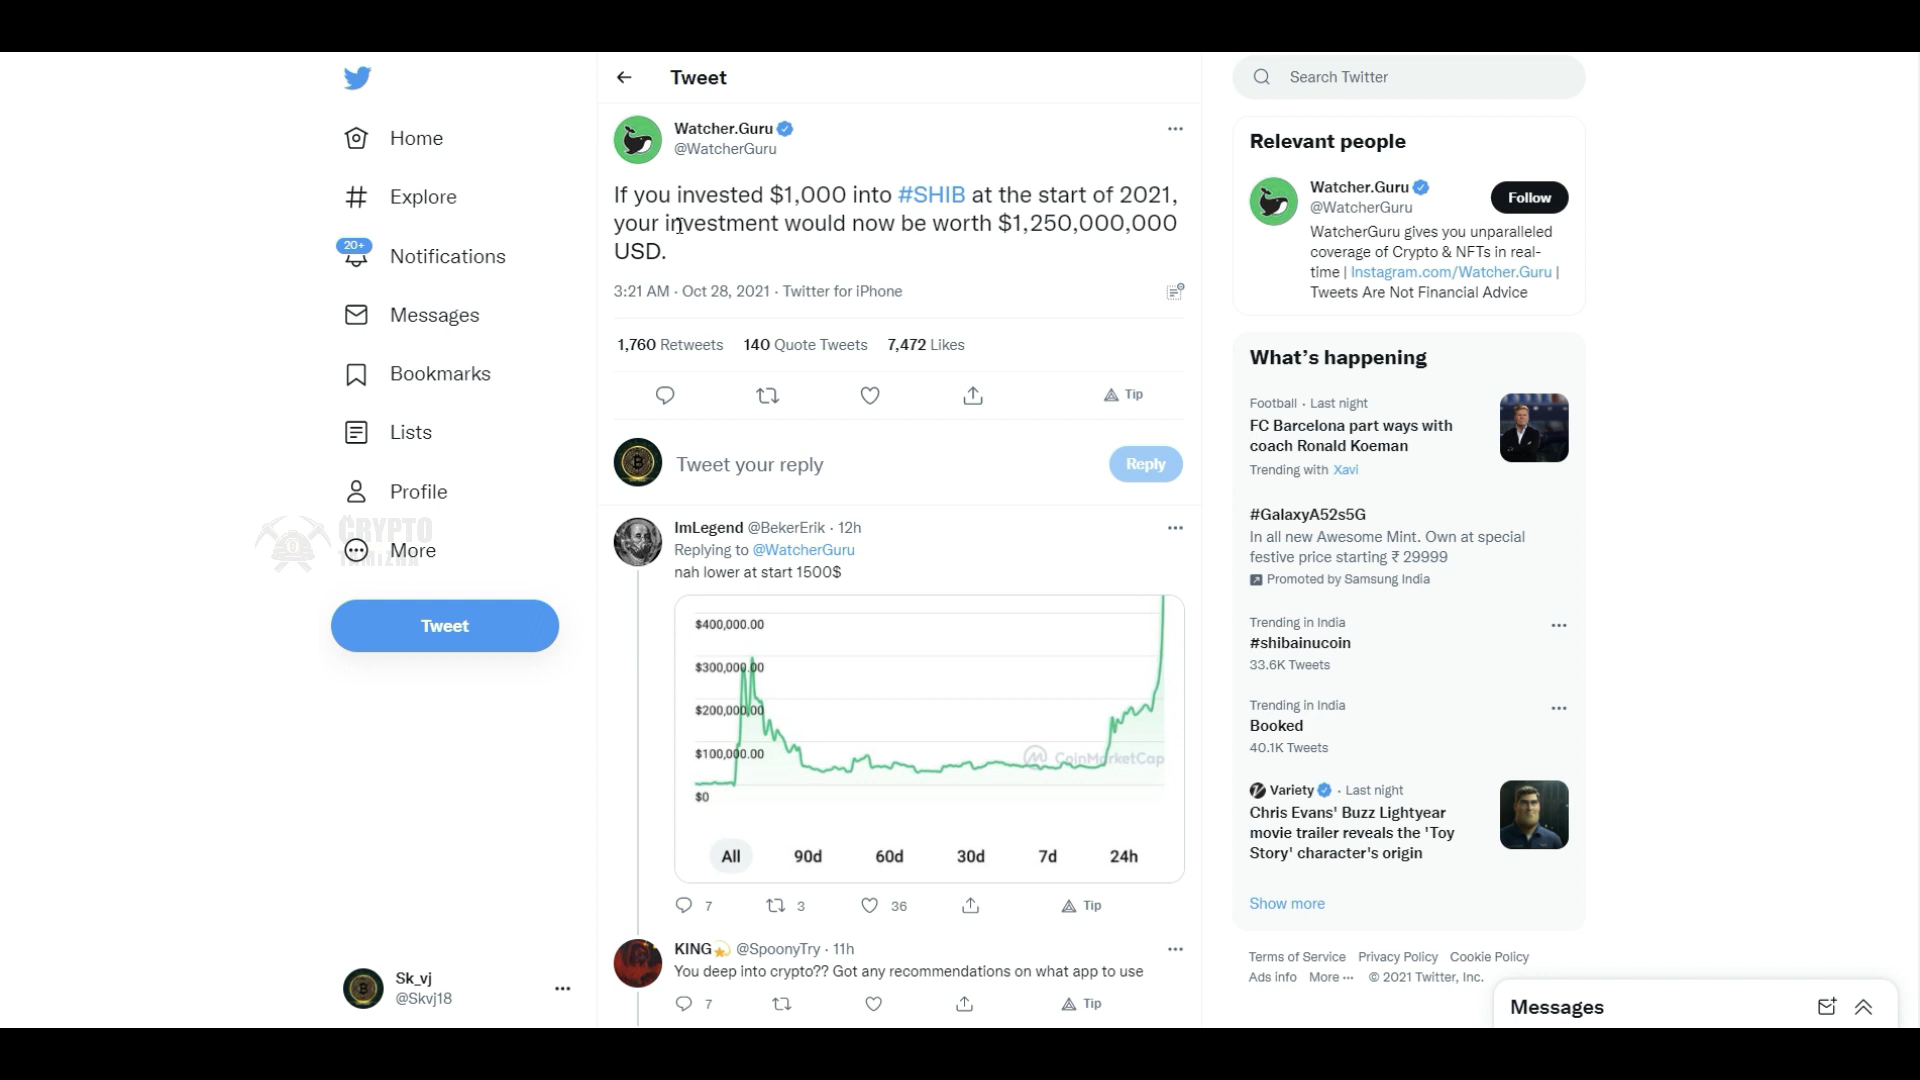 Home
Explore
20+
Notifications
Messages
Bookmarks
Lists
Profile
CRYPTO
More
Tweet
Sk_vj
@Skvj18
Tweet
Watcher.Guru
@WatcherGuru
If you invested $1,000 into #SHIB at the start of 2021,
your investment would now be worth $1,250,000,000
USD.
3:21 AM · Oct 28, 2021 · Twitter for iPhone
1,760 Retweets 140 Quote Tweets 7,472 Likes
Tip
Tweet your reply
Reply
ImLegend @BekerErik · 12h
Replying to @WatcherGuru
nah lower at start 1500$
$400,000.00
$300,000.00
$200,000.00
$100,000.00
CoinMarketCap
$0
All 90d 60d 30d 7d 24h
7 3 36 Tip
KING @SpoonyTry · 11h
You deep into crypto?? Got any recommendations on what app to use
7 Tip
Search Twitter
Relevant people
Watcher.Guru
@WatcherGuru
Follow
WatcherGuru gives you unparalleled
coverage of Crypto & NFTs in real-
time | Instagram.com/Watcher.Guru |
Tweets Are Not Financial Advice
What's happening
Football · Last night
FC Barcelona part ways with
coach Ronald Koeman
Trending with Xavi
#GalaxyA52s5G
In all new Awesome Mint. Own at special
festive price starting ₹ 29999
Promoted by Samsung India
Trending in India
#shibainucoin
33.6K Tweets
Trending in India
Booked
40.1K Tweets
Variety · Last night
Chris Evans' Buzz Lightyear
movie trailer reveals the 'Toy
Story' character's origin
Show more
Terms of Service Privacy Policy Cookie Policy
Ads info More ··· © 2021 Twitter, Inc.
Messages